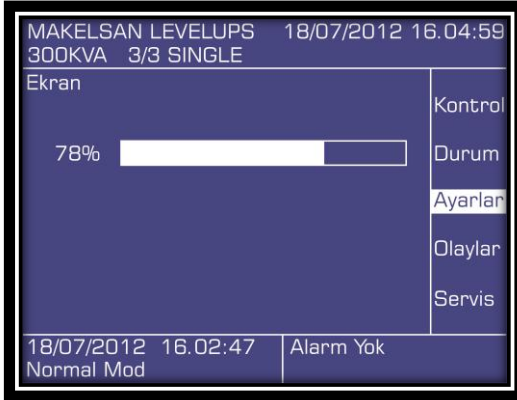 MAKELSAN LEVELUPS 18/07/2012 16.04:59
300KVA 3/3 SINGLE
Ekran
Kontrol
78%
Durum
Ayarlar
Olaylar
Servis
18/07/2012 16.02:47
Normal Mod
Alarm Yok